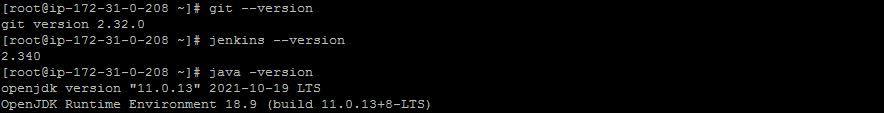 [root@ip-172-31-0-208 ~]# git --version
git version 2.32.0
[root@ip-172-31-0-208 ~]# jenkins --version
2.340
[root@ip-172-31-0-208 ~]# java -version
openjdk version "11.0.13" 2021-10-19 LTS
OpenJDK Runtime Environment 18.9 (build 11.0.13+8-LTS)